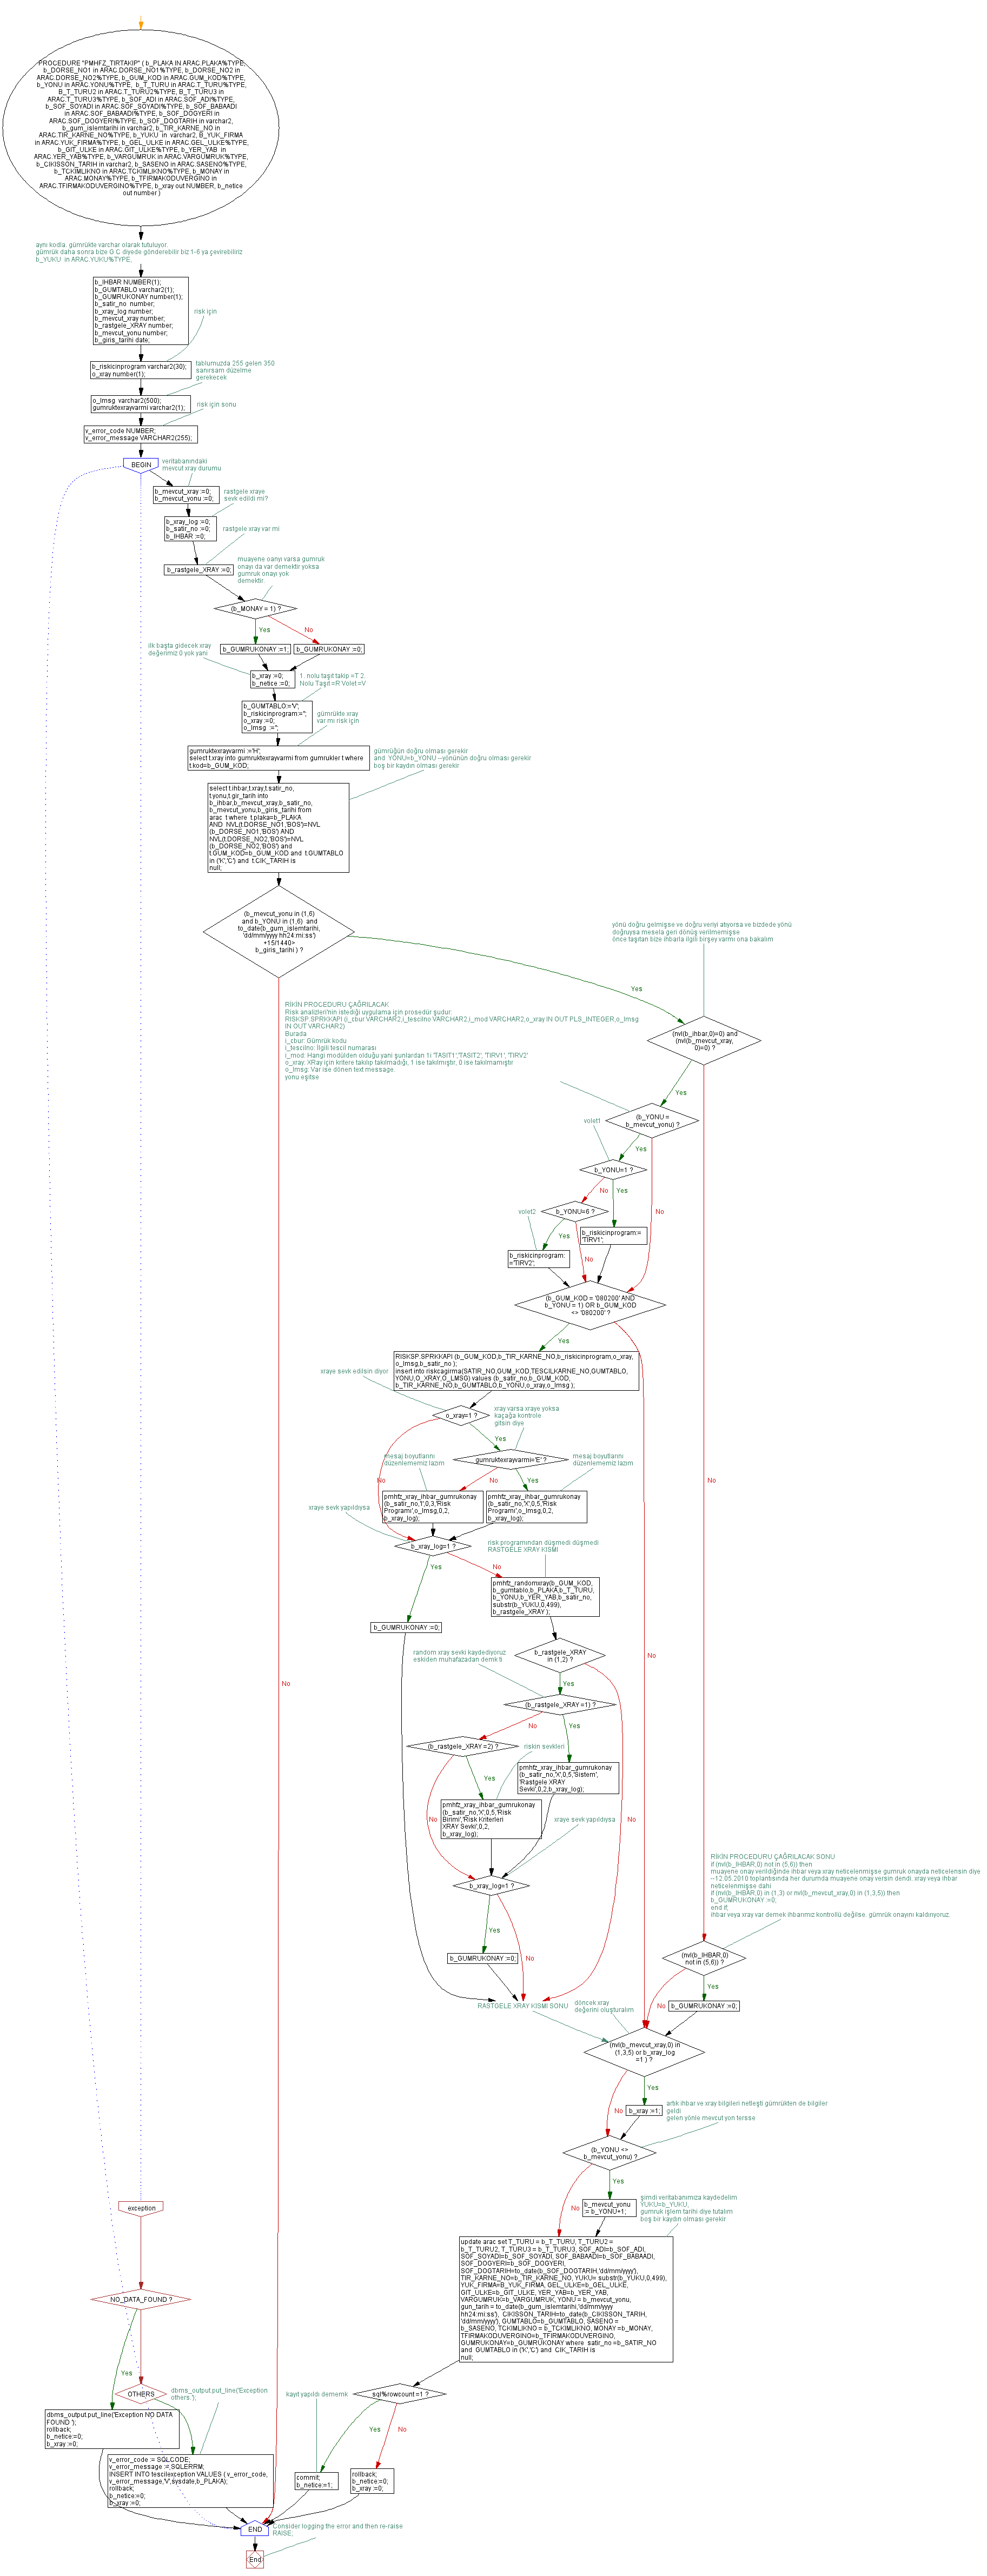 PROCEDURE "PMHFZ_TIRTAKIP" ( b_PLAKA IN ARAC.PLAKA%TYPE,
b_DORSE_NO1 in ARAC.DORSE_NO1%TYPE, b_DORSE_NO2 in
ARAC.DORSE_NO2%TYPE, b_GUM_KOD in ARAC.GUM_KOD%TYPE,
b_YONU in ARAC.YONU%TYPE,  b_T_TURU in ARAC.T_TURU%TYPE,
B_T_TURU2 in ARAC.T_TURU2%TYPE, B_T_TURU3 in
ARAC.T_TURU3%TYPE, b_SOF_ADI in ARAC.SOF_ADI%TYPE,
b_SOF_SOYADI in ARAC.SOF_SOYADI%TYPE, b_SOF_BABAADI
in ARAC.SOF_BABAADI%TYPE, b_SOF_DOGYERI in
ARAC.SOF_DOGYERI%TYPE, b_SOF_DOGTARIH in varchar2,
b_gum_islemtarihi in varchar2, b_TIR_KARNE_NO in
ARAC.TIR_KARNE_NO%TYPE, b_YUKU  in  varchar2, B_YUK_FIRMA
in ARAC.YUK_FIRMA%TYPE, b_GEL_ULKE in ARAC.GEL_ULKE%TYPE,
b_GIT_ULKE in ARAC.GIT_ULKE%TYPE, b_YER_YAB  in
ARAC.YER_YAB%TYPE, b_VARGUMRUK in ARAC.VARGUMRUK%TYPE,
b_CIKISSON_TARIH in varchar2, b_SASENO in ARAC.SASENO%TYPE,
b_TCKIMLIKNO in ARAC.TCKIMLIKNO%TYPE, b_MONAY in
ARAC.MONAY%TYPE, b_TFIRMAKODUVERGINO in
ARAC.TFIRMAKODUVERGINO%TYPE, b_xray out NUMBER, b_netice
out number )
aynı kodla. gümrükte varchar olarak tutuluyor.
gümrük daha sonra bize G C diyede gönderebilir biz 1-6 ya çevirebiliriz
b_YUKU  in ARAC.YUKU%TYPE,
b_IHBAR NUMBER(1);
b_GUMTABLO varchar2(1);
b_GUMRUKONAY number(1);
b_satir_no  number;
b_xray_log number;
b_mevcut_xray number;
b_rastgele_XRAY number;
b_mevcut_yonu number;
b_giris_tarihi date;
risk için
b_riskicinprogram varchar2(30);
o_xray number(1);
tablumuzda 255 gelen 350
sanırsam düzelme
gerekecek
o_lmsg  varchar2(500);
gumruktexrayvarmi varchar2(1);
risk için sonu
v_error_code NUMBER;
v_error_message VARCHAR2(255);
BEGIN
veritabanındaki
mevcut xray durumu
b_mevcut_xray :=0;
b_mevcut_yonu :=0;
rastgele xraye
sevk edildi mi?
b_xray_log :=0;
b_satir_no :=0;
b_IHBAR :=0;
rastgele xray var mi
b_rastgele_XRAY :=0;
muayene oanyı varsa gumruk
onayı da var demektir yoksa
gumruk onayı yok
demektir.
(b_MONAY = 1) ?
Yes
No
b_GUMRUKONAY :=1;
b_GUMRUKONAY :=0;
ilk başta gidecek xray
değerimiz 0 yok yani
b_xray :=0;
b_netice :=0;
1. nolu taşıt takip =T 2.
Nolu Taşıt =R Volet =V
b_GUMTABLO:='V';
b_riskicinprogram:='';
o_xray :=0;
o_lmsg  :='';
gümrükte xray
var mı risk için
gumruktexrayvarmi :='H';
select t.xray into gumruktexrayvarmi from gumrukler t where
t.kod=b_GUM_KOD;
gümrüğün doğru olması gerekir
and  YONU=b_YONU --yönünün doğru olması gerekir
boş bir kaydın olması gerekir
select t.ihbar,t.xray,t.satir_no,
t.yonu,t.gir_tarih into
b_ihbar,b_mevcut_xray,b_satir_no,
b_mevcut_yonu,b_giris_tarihi from
arac  t where  t.plaka=b_PLAKA
AND  NVL(t.DORSE_NO1,'BOS')=NVL
(b_DORSE_NO1,'BOS') AND
NVL(t.DORSE_NO2,'BOS')=NVL
(b_DORSE_NO2,'BOS') and
t.GUM_KOD=b_GUM_KOD and  t.GUMTABLO
in ('K','C') and  t.CIK_TARIH is
null;
(b_mevcut_yonu in (1,6)
and b_YONU in (1,6)  and
to_date(b_gum_islemtarihi,
'dd/mm/yyyy hh24:mi:ss')
+15/1440>
b_giris_tarihi ) ?
Yes
No
yönü doğru gelmişse ve doğru veriyi atıyorsa ve bizdede yönü
doğruysa mesela geri dönüş verilmemişse
önce taşıtan bize ihbarla ilgili birşey varmı ona bakalım
(nvl(b_ihbar,0)=0) and
(nvl(b_mevcut_xray,
0)=0) ?
Yes
No
RİKİN PROCEDURU ÇAĞRILACAK
Risk analizleri'nin istediği uygulama için prosedür şudur:
RISKSP.SPRKKAPI (i_cbur VARCHAR2,i_tescilno VARCHAR2,i_mod VARCHAR2,o_xray IN OUT PLS_INTEGER,o_lmsg
IN OUT VARCHAR2)
Burada:
i_cbur: Gümrük kodu
i_tescilno: İlgili tescil numarası
i_mod: Hangi modülden olduğu yani şunlardan 1i 'TASIT1','TASIT2', 'TIRV1', 'TIRV2'
o_xray: XRay için kritere takılıp takılmadığı, 1 ise takılmıştır, 0 ise takılmamıştır
o_lmsg: Var ise dönen text message.
yonu eşitse
(b_YONU =
b_mevcut_yonu) ?
Yes
No
volet1
b_YONU=1 ?
No
Yes
volet2
b_YONU=6 ?
Yes
No
b_riskicinprogram:=
'TIRV1';
b_riskicinprogram:
='TIRV2';
(b_GUM_KOD = '080200' AND
b_YONU = 1) OR b_GUM_KOD
<> '080200' ?
Yes
No
RISKSP.SPRKKAPI (b_GUM_KOD,b_TIR_KARNE_NO,b_riskicinprogram,o_xray,
o_lmsg,b_satir_no );
insert into riskcagirma(SATIR_NO,GUM_KOD,TESCILKARNE_NO,GUMTABLO,
YONU,O_XRAY,O_LMSG) values (b_satir_no,b_GUM_KOD,
b_TIR_KARNE_NO,b_GUMTABLO,b_YONU,o_xray,o_lmsg );
xraye sevk edilsin diyor
o_xray=1 ?
Yes
No
xray varsa xraye yoksa
kaçağa kontrole
gitsin diye
gumruktexrayvarmi='E' ?
No
Yes
mesaj boyutlarını
düzenlememiz lazım
mesaj boyutlarını
düzenlememiz lazım
pmhfz_xray_ihbar_gumrukonay
(b_satir_no,'I',0,3,'Risk
Programı',o_lmsg,0,2,
b_xray_log);
pmhfz_xray_ihbar_gumrukonay
(b_satir_no,'X',0,5,'Risk
Programı',o_lmsg,0,2,
b_xray_log);
xraye sevk yapıldıysa
b_xray_log=1 ?
Yes
No
b_GUMRUKONAY :=0;
risk programından düşmedi düşmedi
RASTGELE XRAY KISMI
pmhfz_randomxray(b_GUM_KOD,
b_gumtablo,b_PLAKA,b_T_TURU,
b_YONU,b_YER_YAB,b_satir_no,
substr(b_YUKU,0,499),
b_rastgele_XRAY );
b_rastgele_XRAY
in (1,2) ?
Yes
No
random xray sevki kaydediyoruz
eskiden muhafazadan demk ti
(b_rastgele_XRAY =1) ?
No
Yes
(b_rastgele_XRAY =2) ?
Yes
No
riskin sevkleri
pmhfz_xray_ihbar_gumrukonay
(b_satir_no,'X',0,5,'Sistem',
'Rastgele XRAY
Sevki',0,2,b_xray_log);
pmhfz_xray_ihbar_gumrukonay
(b_satir_no,'X',0,5,'Risk
Birimi','Risk Kriterleri
XRAY Sevki',0,2,
b_xray_log);
xraye sevk yapıldıysa
b_xray_log=1 ?
Yes
No
b_GUMRUKONAY :=0;
RASTGELE XRAY KISMI SONU
RİKİN PROCEDURU ÇAĞRILACAK SONU
if (nvl(b_IHBAR,0) not in (5,6)) then
muayene onay verildiğinde ihbar veya xray neticelenmişse gumruk onayda neticelensin diye
--12.05.2010 toplantısında her durumda muayene onay versin dendi. xray veya ihbar
neticelenmişse dahi
if (nvl(b_IHBAR,0) in (1,3) or nvl(b_mevcut_xray,0) in (1,3,5)) then
b_GUMRUKONAY :=0;
end if;
ihbar veya xray var demek ihbarımız kontrollü değilse. gümrük onayını kaldırıyoruz.
(nvl(b_IHBAR,0)
not in (5,6)) ?
Yes
No
b_GUMRUKONAY :=0;
döncek xray
değerini oluşturalım
(nvl(b_mevcut_xray,0) in
(1,3,5) or b_xray_log
=1 ) ?
Yes
No
b_xray :=1;
artık ihbar ve xray bilgileri netleşti gümrükten de bilgiler
geldi
gelen yönle mevcut yon tersse
(b_YONU <>
b_mevcut_yonu) ?
Yes
No
b_mevcut_yonu
:= b_YONU+1;
şimdi veritabanımıza kaydedelim
YUKU=b_YUKU,
gumruk işlem tarihi diye tutalım
boş bir kaydın olması gerekir
update arac set T_TURU = b_T_TURU, T_TURU2 =
b_T_TURU2, T_TURU3 = b_T_TURU3, SOF_ADI=b_SOF_ADI,
SOF_SOYADI=b_SOF_SOYADI, SOF_BABAADI=b_SOF_BABAADI,
SOF_DOGYERI=b_SOF_DOGYERI,
SOF_DOGTARIH=to_date(b_SOF_DOGTARIH,'dd/mm/yyyy'),
TIR_KARNE_NO=b_TIR_KARNE_NO, YUKU= substr(b_YUKU,0,499),
YUK_FIRMA=B_YUK_FIRMA, GEL_ULKE=b_GEL_ULKE,
GIT_ULKE=b_GIT_ULKE, YER_YAB=b_YER_YAB,
VARGUMRUK=b_VARGUMRUK, YONU = b_mevcut_yonu,
gun_tarih = to_date(b_gum_islemtarihi,'dd/mm/yyyy
hh24:mi:ss'),  CIKISSON_TARIH=to_date(b_CIKISSON_TARIH,
'dd/mm/yyyy'), GUMTABLO=b_GUMTABLO, SASENO =
b_SASENO, TCKIMLIKNO = b_TCKIMLIKNO, MONAY =b_MONAY,
TFIRMAKODUVERGINO=b_TFIRMAKODUVERGINO,
GUMRUKONAY=b_GUMRUKONAY where  satir_no =b_SATIR_NO
and  GUMTABLO in ('K','C') and  CIK_TARIH is
null;
exception
NO_DATA_FOUND ?
Yes
OTHERS
dbms_output.put_line('Exception
others:');
dbms_output.put_line('Exception NO DATA
FOUND ');
rollback;
b_netice:=0;
b_xray :=0;
v_error_code := SQLCODE;
v_error_message := SQLERRM;
INSERT INTO tescilexception VALUES ( v_error_code,
v_error_message,'V',sysdate,b_PLAKA);
rollback;
b_netice:=0;
b_xray :=0;
kayıt yapıldı dememk
sql%rowcount =1 ?
Yes
No
commit;
b_netice:=1;
rollback;
b_netice:=0;
b_xray :=0;
END
Consider logging the error and then re-raise
RAISE;
End